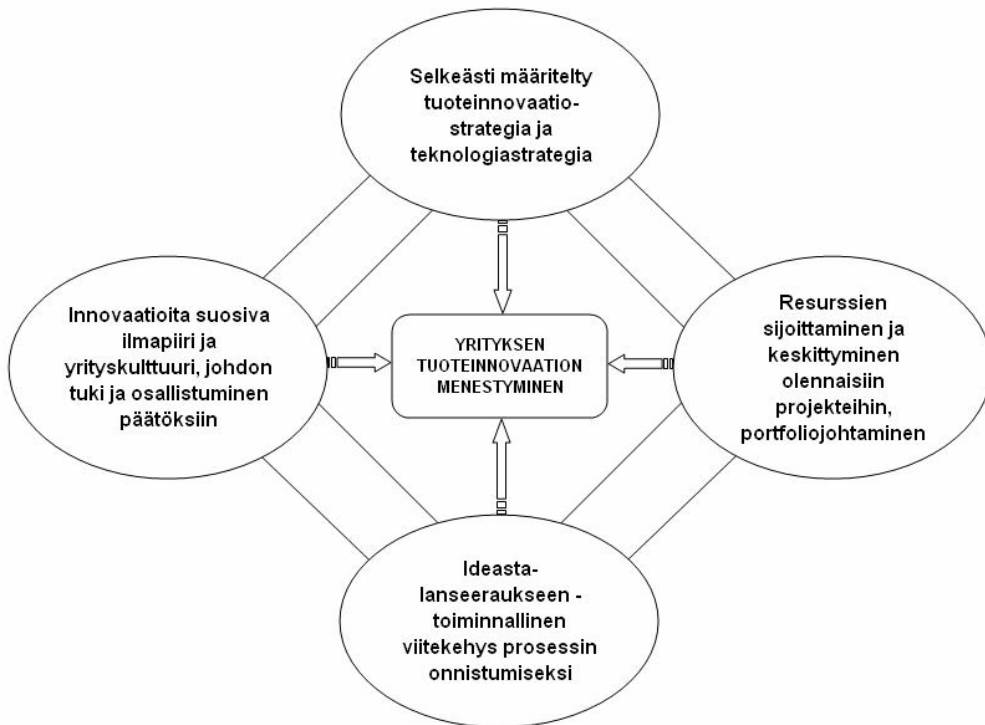 Selkeästi määritelty
tuoteinnovaatio-
strategia ja
teknologiastrategia
Innovaatioita suosiva
ilmapiiri ja
yrityskulttuuri, johdon
tuki ja osallistuminen
päätöksiin
YRITYKSEN
TUOTEINNOVAATION
MENESTYMINEN
Resurssien
sijoittaminen ja
keskittyminen
olennaisiin
projekteihin,
portfoliojohtaminen
Ideasta-
lanseeraukseen -
toiminnallinen
viitekehys prosessin
onnistumiseksi